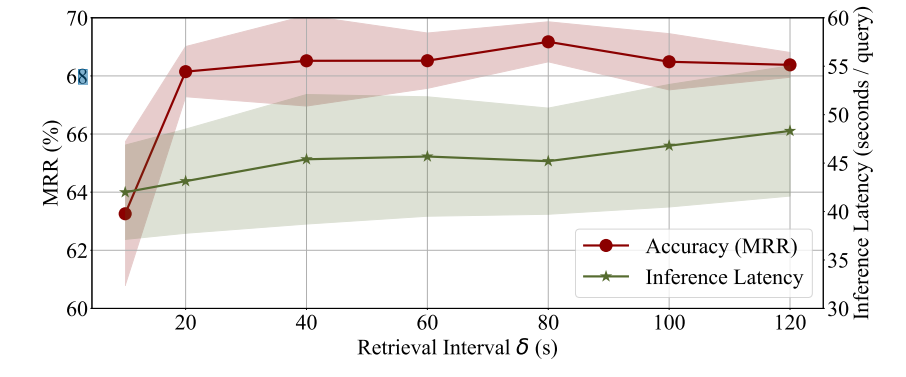 70
68
66
64
62
60
MRR (%)
60
55
50
45
40
35
30
Inference Latency (seconds / query)
Accuracy (MRR)
Inference Latency
20 40 60 80 100 120
Retrieval Interval δ (s)